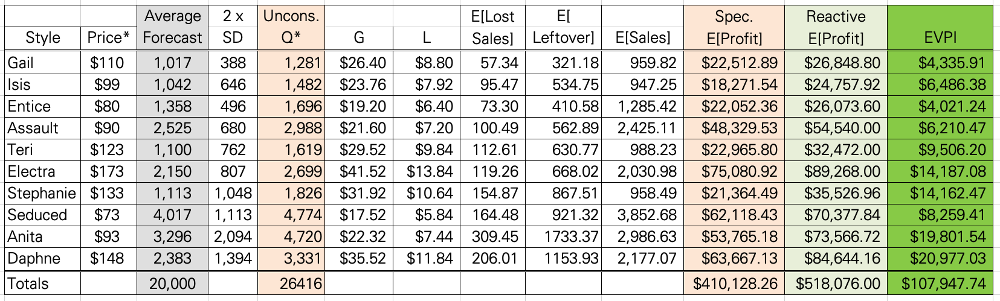 Average 2 x Uncons. E[Lost E[ Spec. Reactive
Style Price* Forecast SD Q* G L Sales] Leftover] E[Sales] E[Profit] E[Profit] EVPI
Gail $110 1,017 388 1,281 $26.40 $8.80 57.34 321.18 959.82 $22,512.89 $26,848.80 $4,335.91
Isis $99 1,042 646 1,482 $23.76 $7.92 95.47 534.75 947.25 $18,271.54 $24,757.92 $6,486.38
Entice $80 1,358 496 1,696 $19.20 $6.40 73.30 410.58 1,285.42 $22,052.36 $26,073.60 $4,021.24
Assault $90 2,525 680 2,988 $21.60 $7.20 100.49 562.89 2,425.11 $48,329.53 $54,540.00 $6,210.47
Teri $123 1,100 762 1,619 $29.52 $9.84 112.61 630.77 988.23 $22,965.80 $32,472.00 $9,506.20
Electra $173 2,150 807 2,699 $41.52 $13.84 119.26 668.02 2,030.98 $75,080.92 $89,268.00 $14,187.08
Stephanie $133 1,113 1,048 1,826 $31.92 $10.64 154.87 867.51 958.49 $21,364.49 $35,526.96 $14,162.47
Seduced $73 4,017 1,113 4,774 $17.52 $5.84 164.48 921.32 3,852.68 $62,118.43 $70,377.84 $8,259.41
Anita $93 3,296 2,094 4,720 $22.32 $7.44 309.45 1733.37 2,986.63 $53,765.18 $73,566.72 $19,801.54
Daphne $148 2,383 1,394 3,331 $35.52 $11.84 206.01 1153.93 2,177.07 $63,667.13 $84,644.16 $20,977.03
Totals 20,000 26416 $410,128.26 $518,076.00 $107,947.74